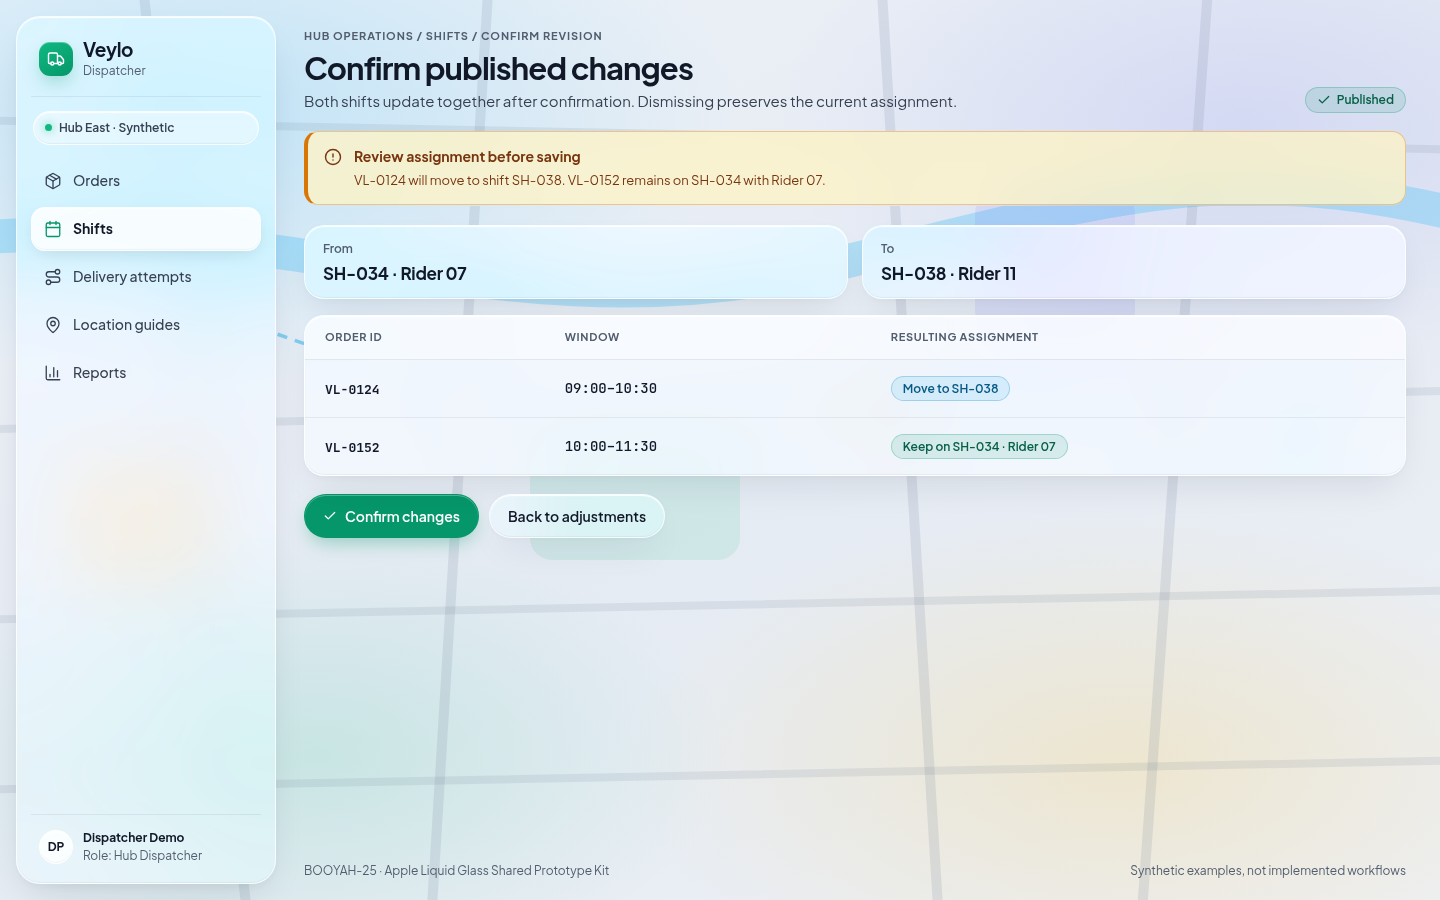 Veylo
Dispatcher
Hub East · Synthetic
Orders
Shifts
Delivery attempts
Location guides
Reports
DP
Dispatcher Demo
Role: Hub Dispatcher
HUB OPERATIONS / SHIFTS / CONFIRM REVISION
Confirm published changes
Both shifts update together after confirmation. Dismissing preserves the current assignment.
Published
Review assignment before saving
VL-0124 will move to shift SH-038. VL-0152 remains on SH-034 with Rider 07.
From
SH-034 · Rider 07
To
SH-038 · Rider 11
ORDER ID WINDOW RESULTING ASSIGNMENT
VL-0124 09:00–10:30 Move to SH-038
VL-0152 10:00–11:30 Keep on SH-034 · Rider 07
Confirm changes
Back to adjustments
BOOYAH-25 · Apple Liquid Glass Shared Prototype Kit
Synthetic examples, not implemented workflows